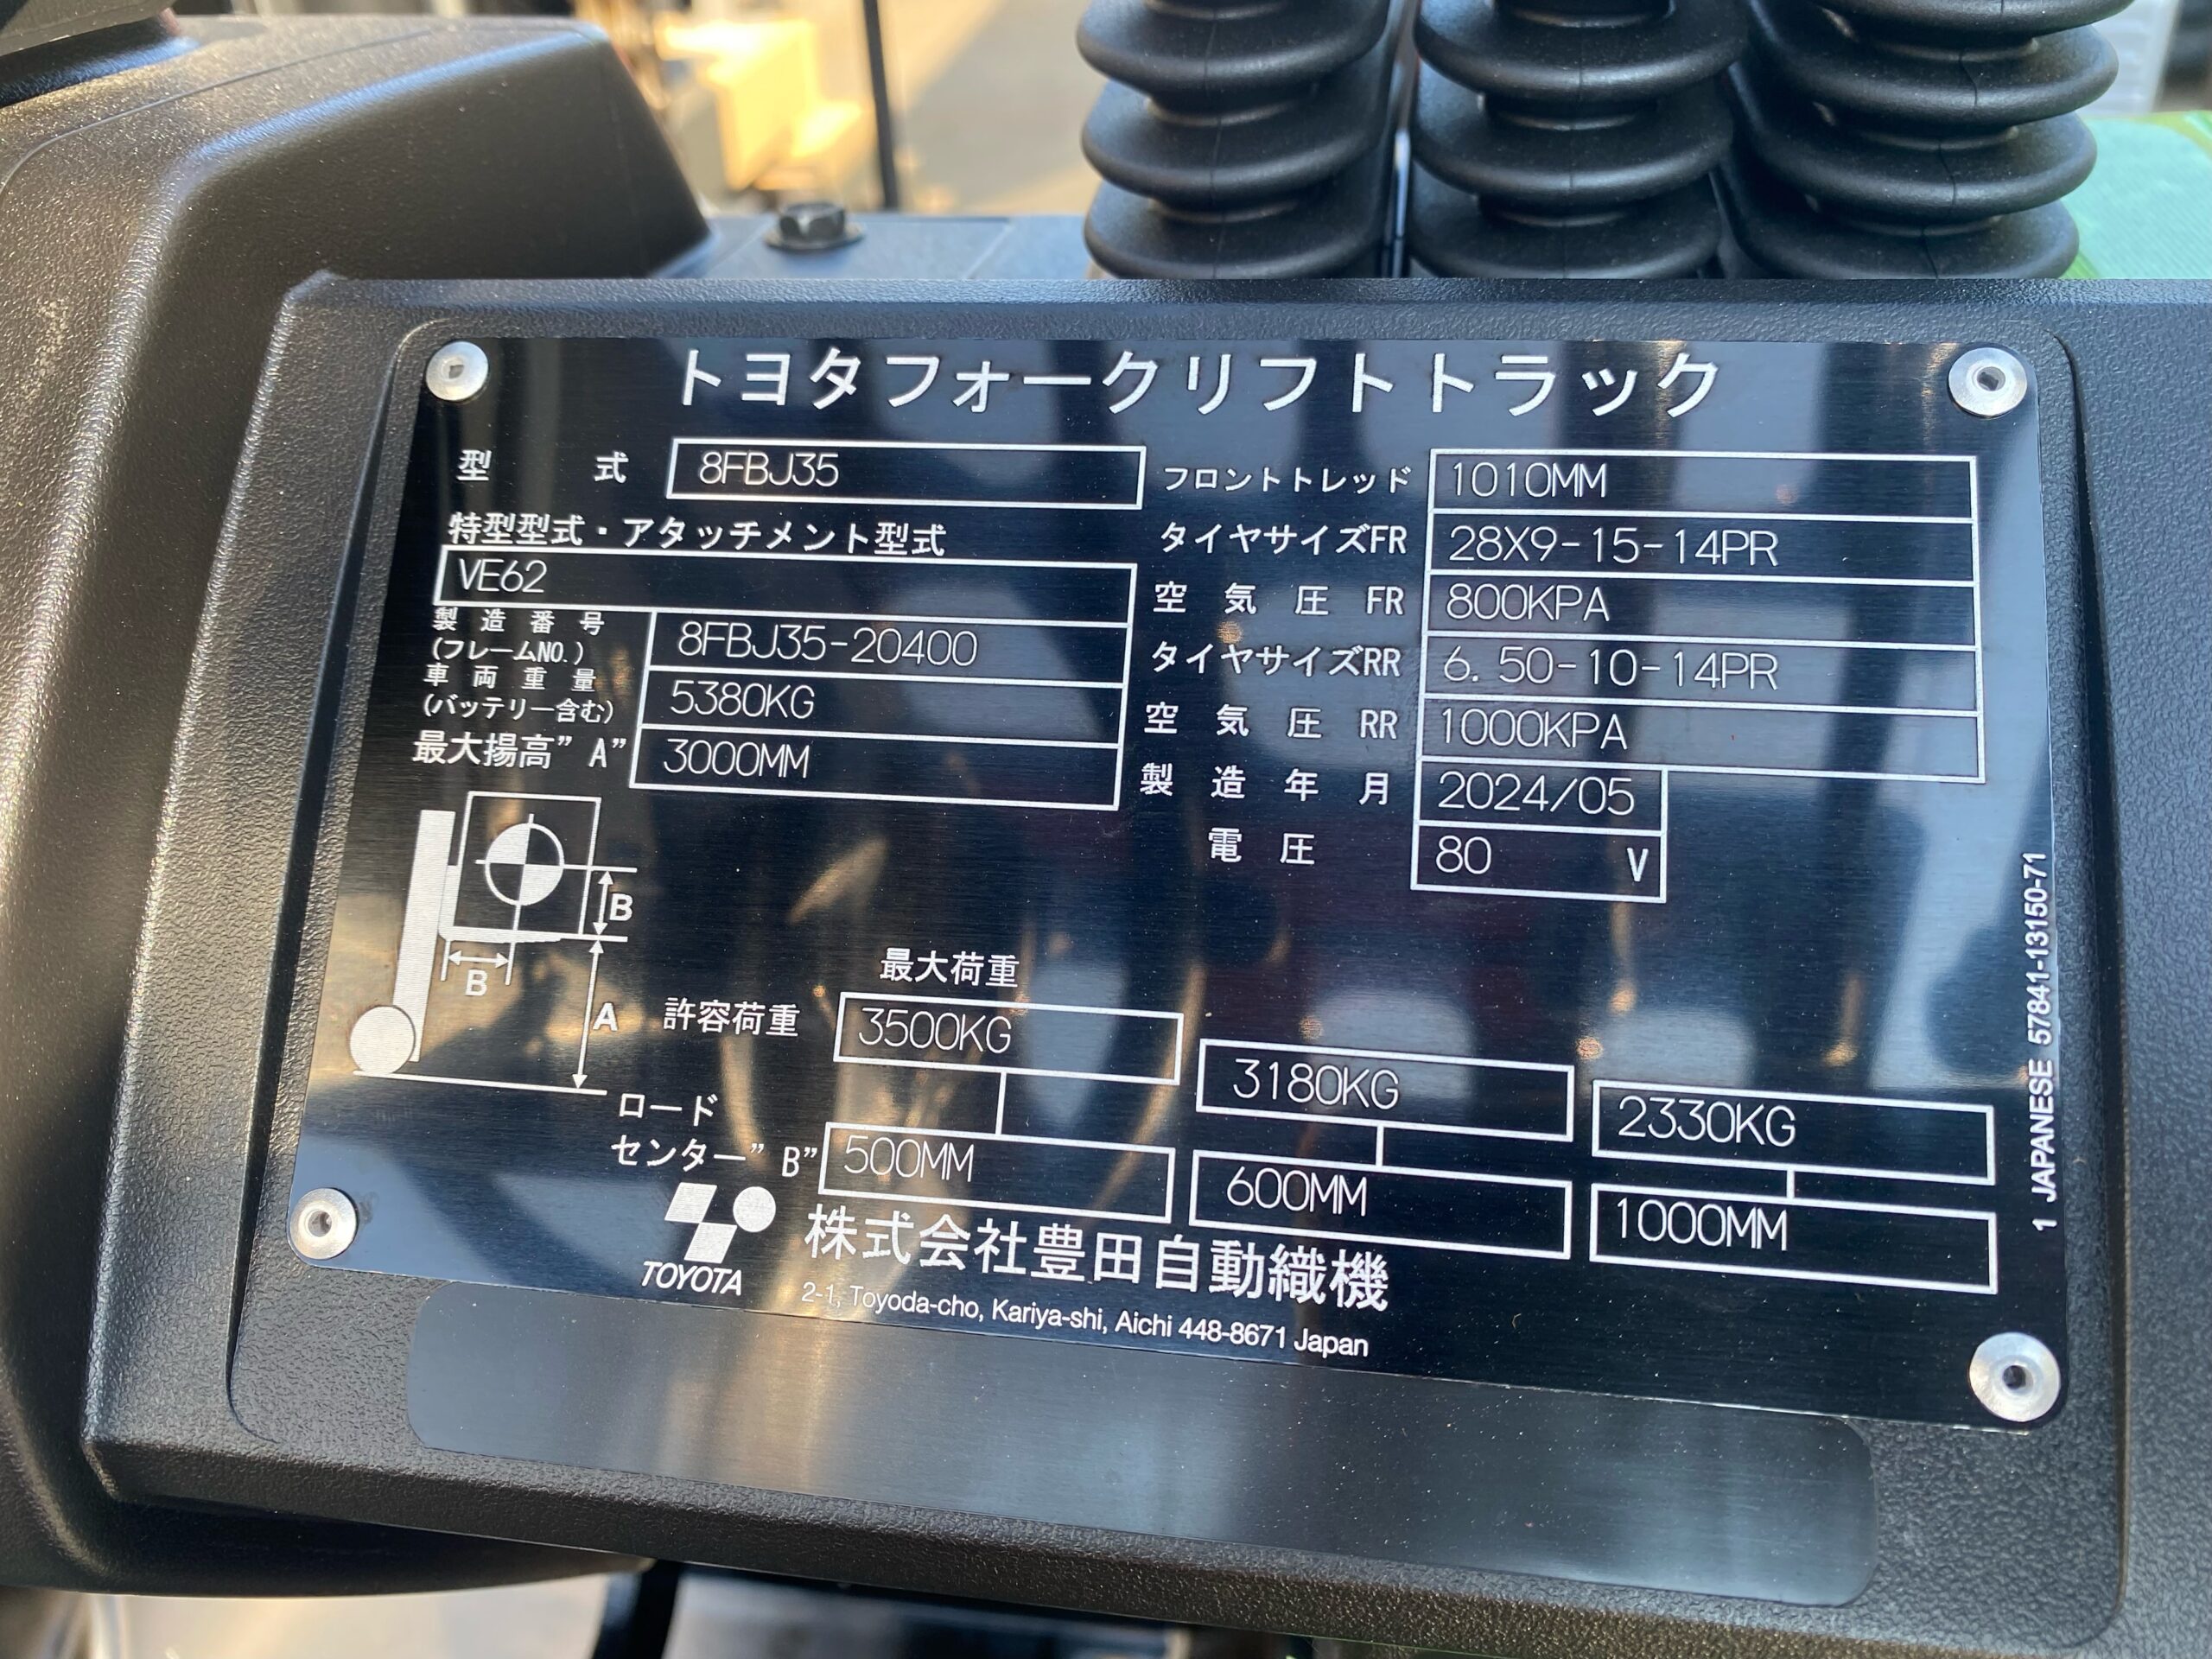 トヨタフォークリフトトラック
型 式 8FBJ35
特型型式・アタッチメント型式
VE62
製造番号
(フレームNO.) 8FBJ35-20400
車両重量
(バッテリー含む) 5380KG
最大揚高"A" 3000MM
フロントトレッド 1010MM
タイヤサイズFR 28X9-15-14PR
空気圧 FR 800KPA
タイヤサイズRR 6.50-10-14PR
空気圧 RR 1000KPA
製造年月 2024/05
電圧 80 V
B
B
A
最大荷重
許容荷重 3500KG 3180KG 2330KG
ロード
センター"B" 500MM 600MM 1000MM
TOYOTA 株式会社豊田自動織機
2-1, Toyoda-cho, Kariya-shi, Aichi 448-8671 Japan
1 JAPANESE 57841-13150-71